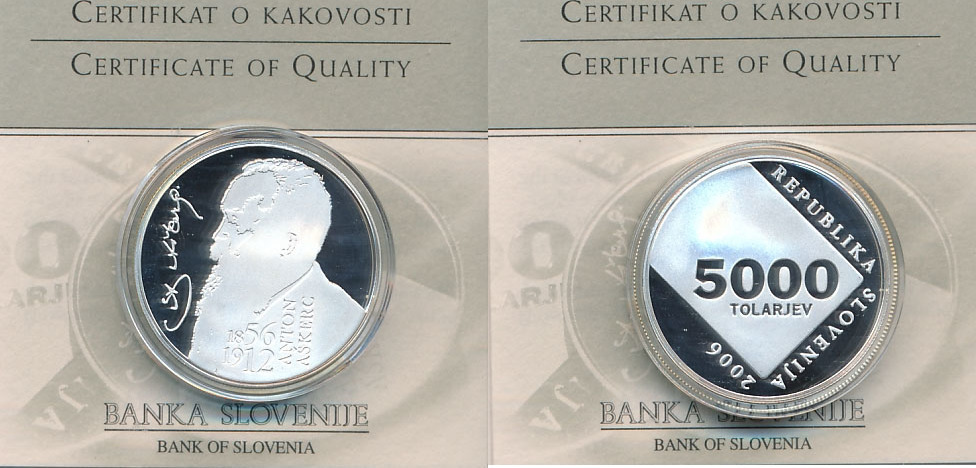 CERTIFIKAT O KAKOVOSTI
CERTIFICATE OF QUALITY
1856
1912
ANTON
AŠKERC
BANKA SLOVENIJE
BANK OF SLOVENIA
CERTIFIKAT O KAKOVOSTI
CERTIFICATE OF QUALITY
REPUBLIKA SLOVENIJA
5000
TOLARJEV
2006
BANKA SLOVENIJE
BANK OF SLOVENIA